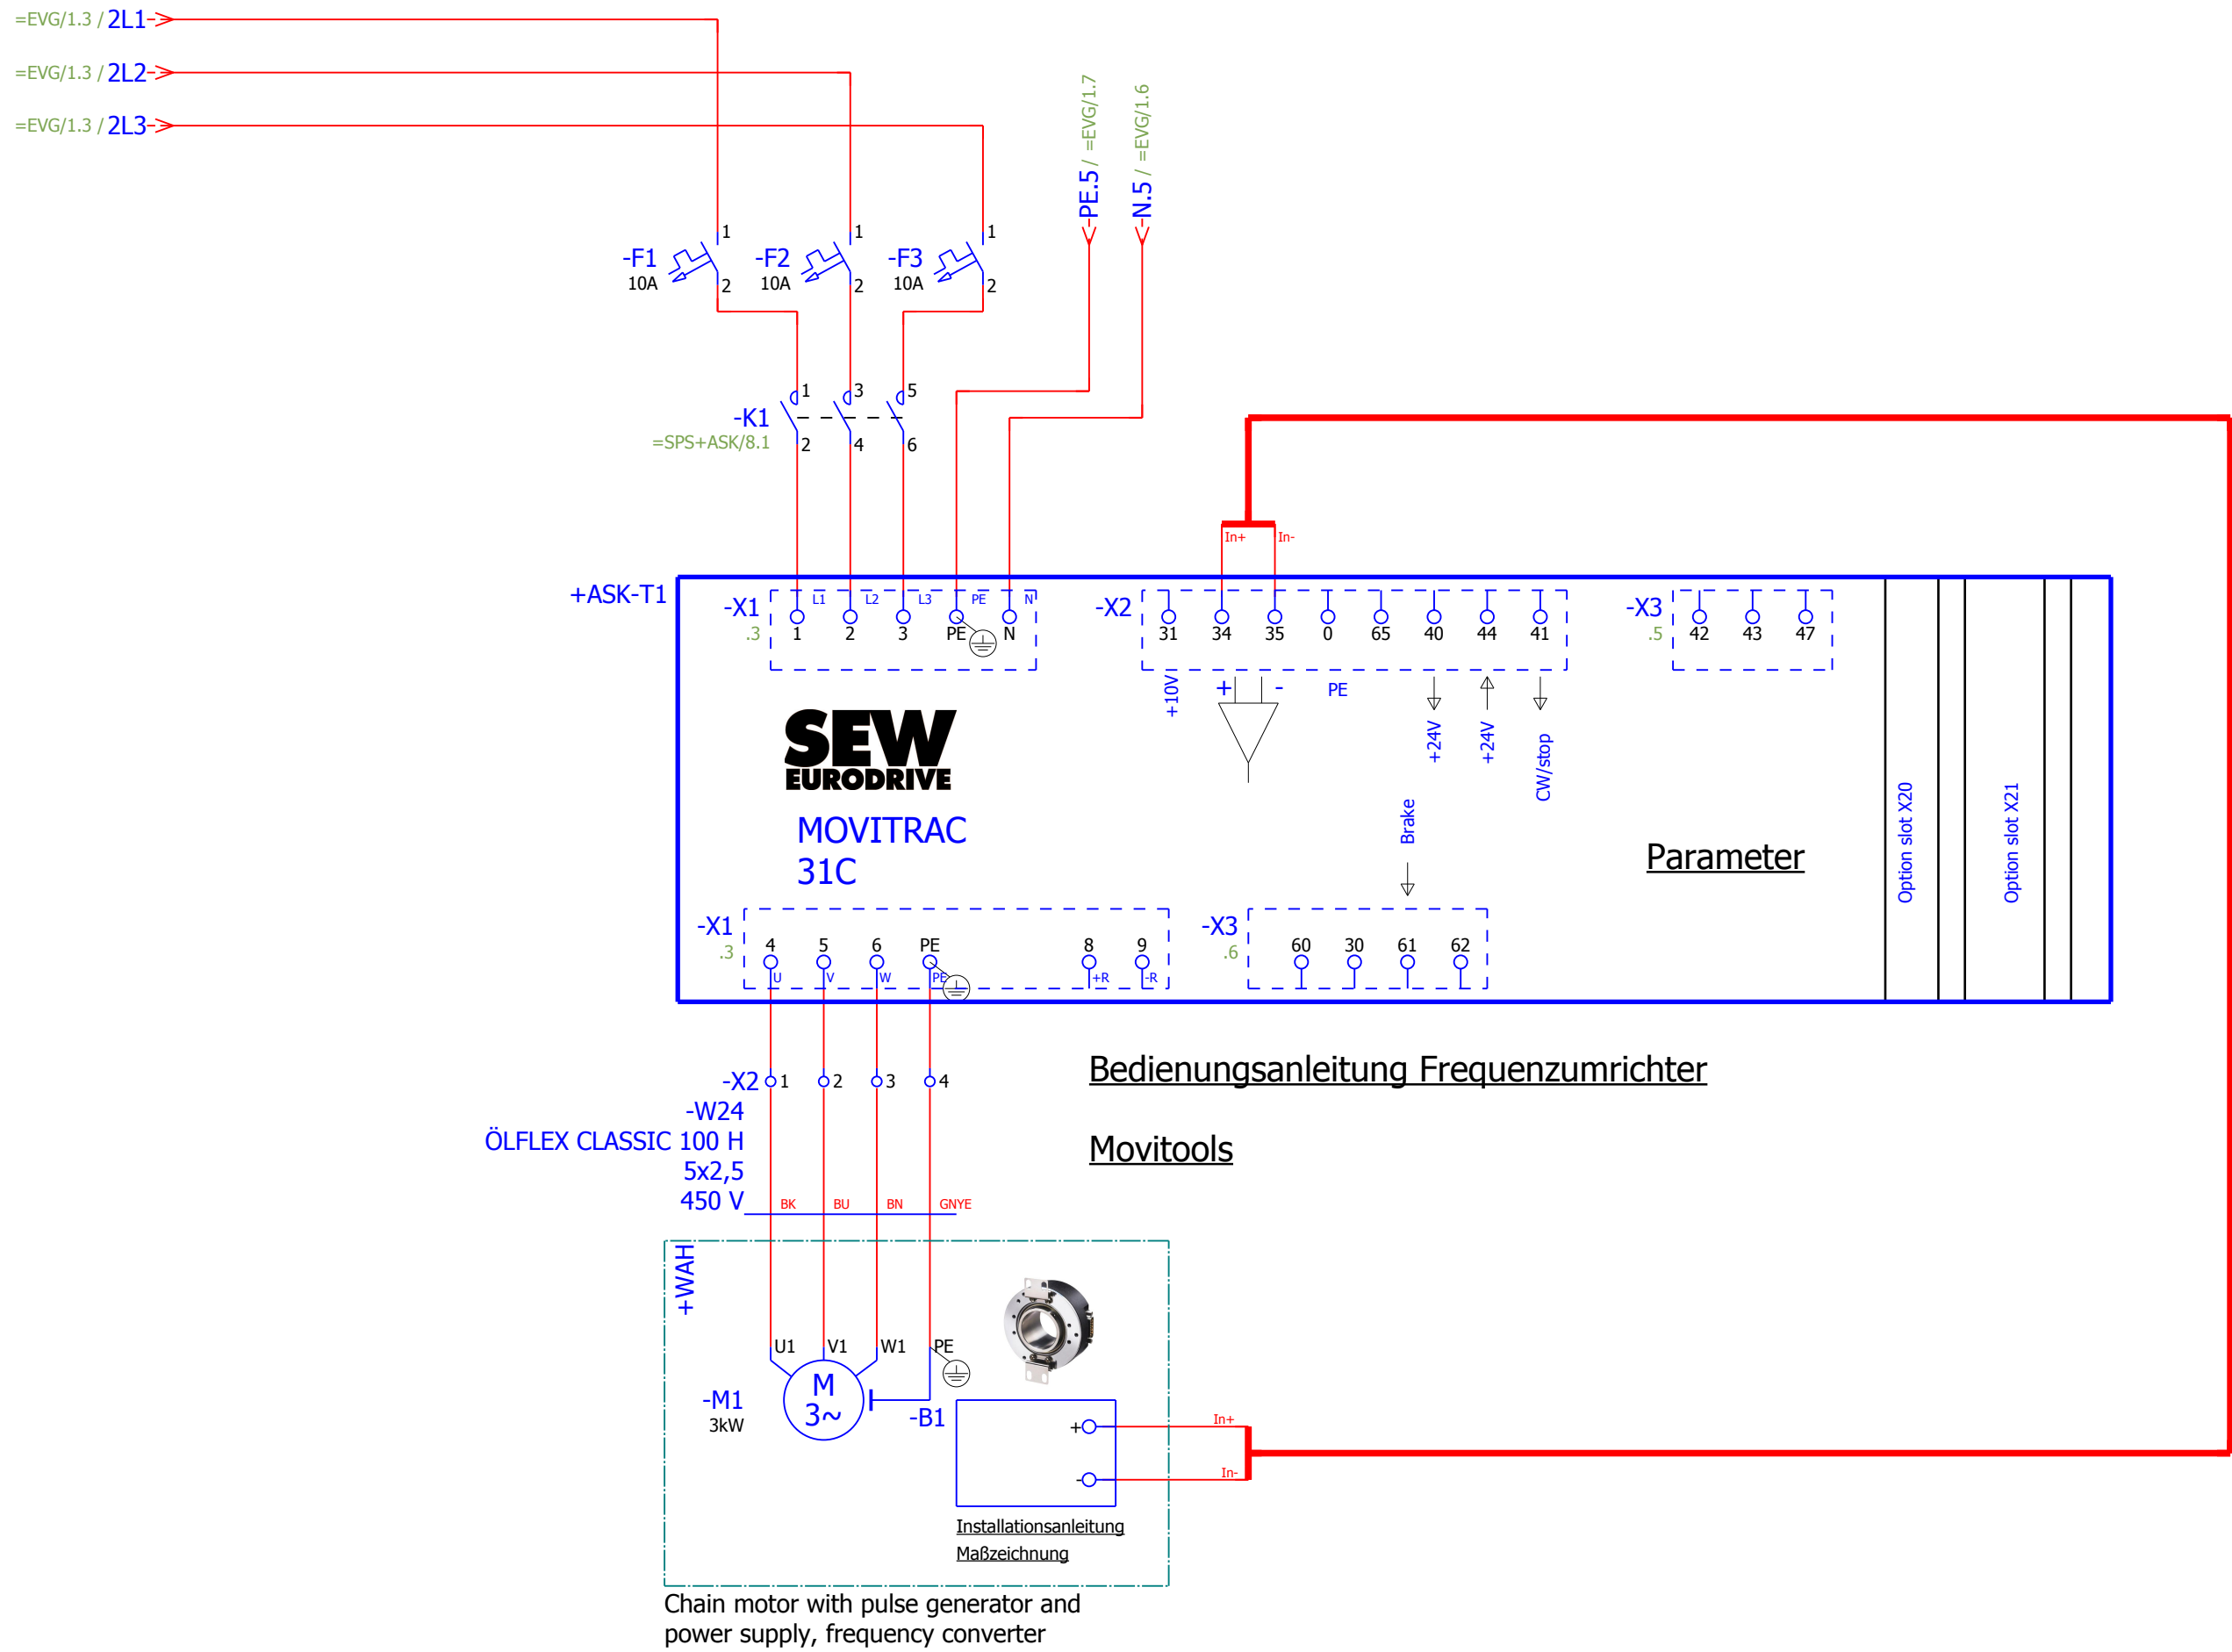 =EVG/1.3 / 2L1
=EVG/1.3 / 2L2
=EVG/1.3 / 2L3
-PE.5 / =EVG/1.7
-N.5 / =EVG/1.6
-F1
10A
1
2
-F2
10A
1
2
-F3
10A
1
2
-K1
=SPS+ASK/8.1
1 3 5
2 4 6
In+ In-
+ASK-T1
-X1
.3
L1 L2 L3 PE N
1 2 3 PE N
-X2
31 34 35 0 65 40 44 41
-X3
.5
42 43 47
+10V
+ -
PE
+24V
+24V
CW/stop
SEW
EURODRIVE
MOVITRAC
31C
Brake
Parameter
Option slot X20
Option slot X21
-X1
.3
4 5 6 PE 8 9
U V W PE +R -R
-X3
.6
60 30 61 62
-X2 1 2 3 4
-W24
ÖLFLEX CLASSIC 100 H
5x2,5
450 V
BK BU BN GNYE
Bedienungsanleitung Frequenzumrichter
Movitools
+WAH
U1 V1 W1 PE
-M1
3kW
M
3~
-B1
+
-
In+
In-
Installationsanleitung
Maßzeichnung
Chain motor with pulse generator and
power supply, frequency converter